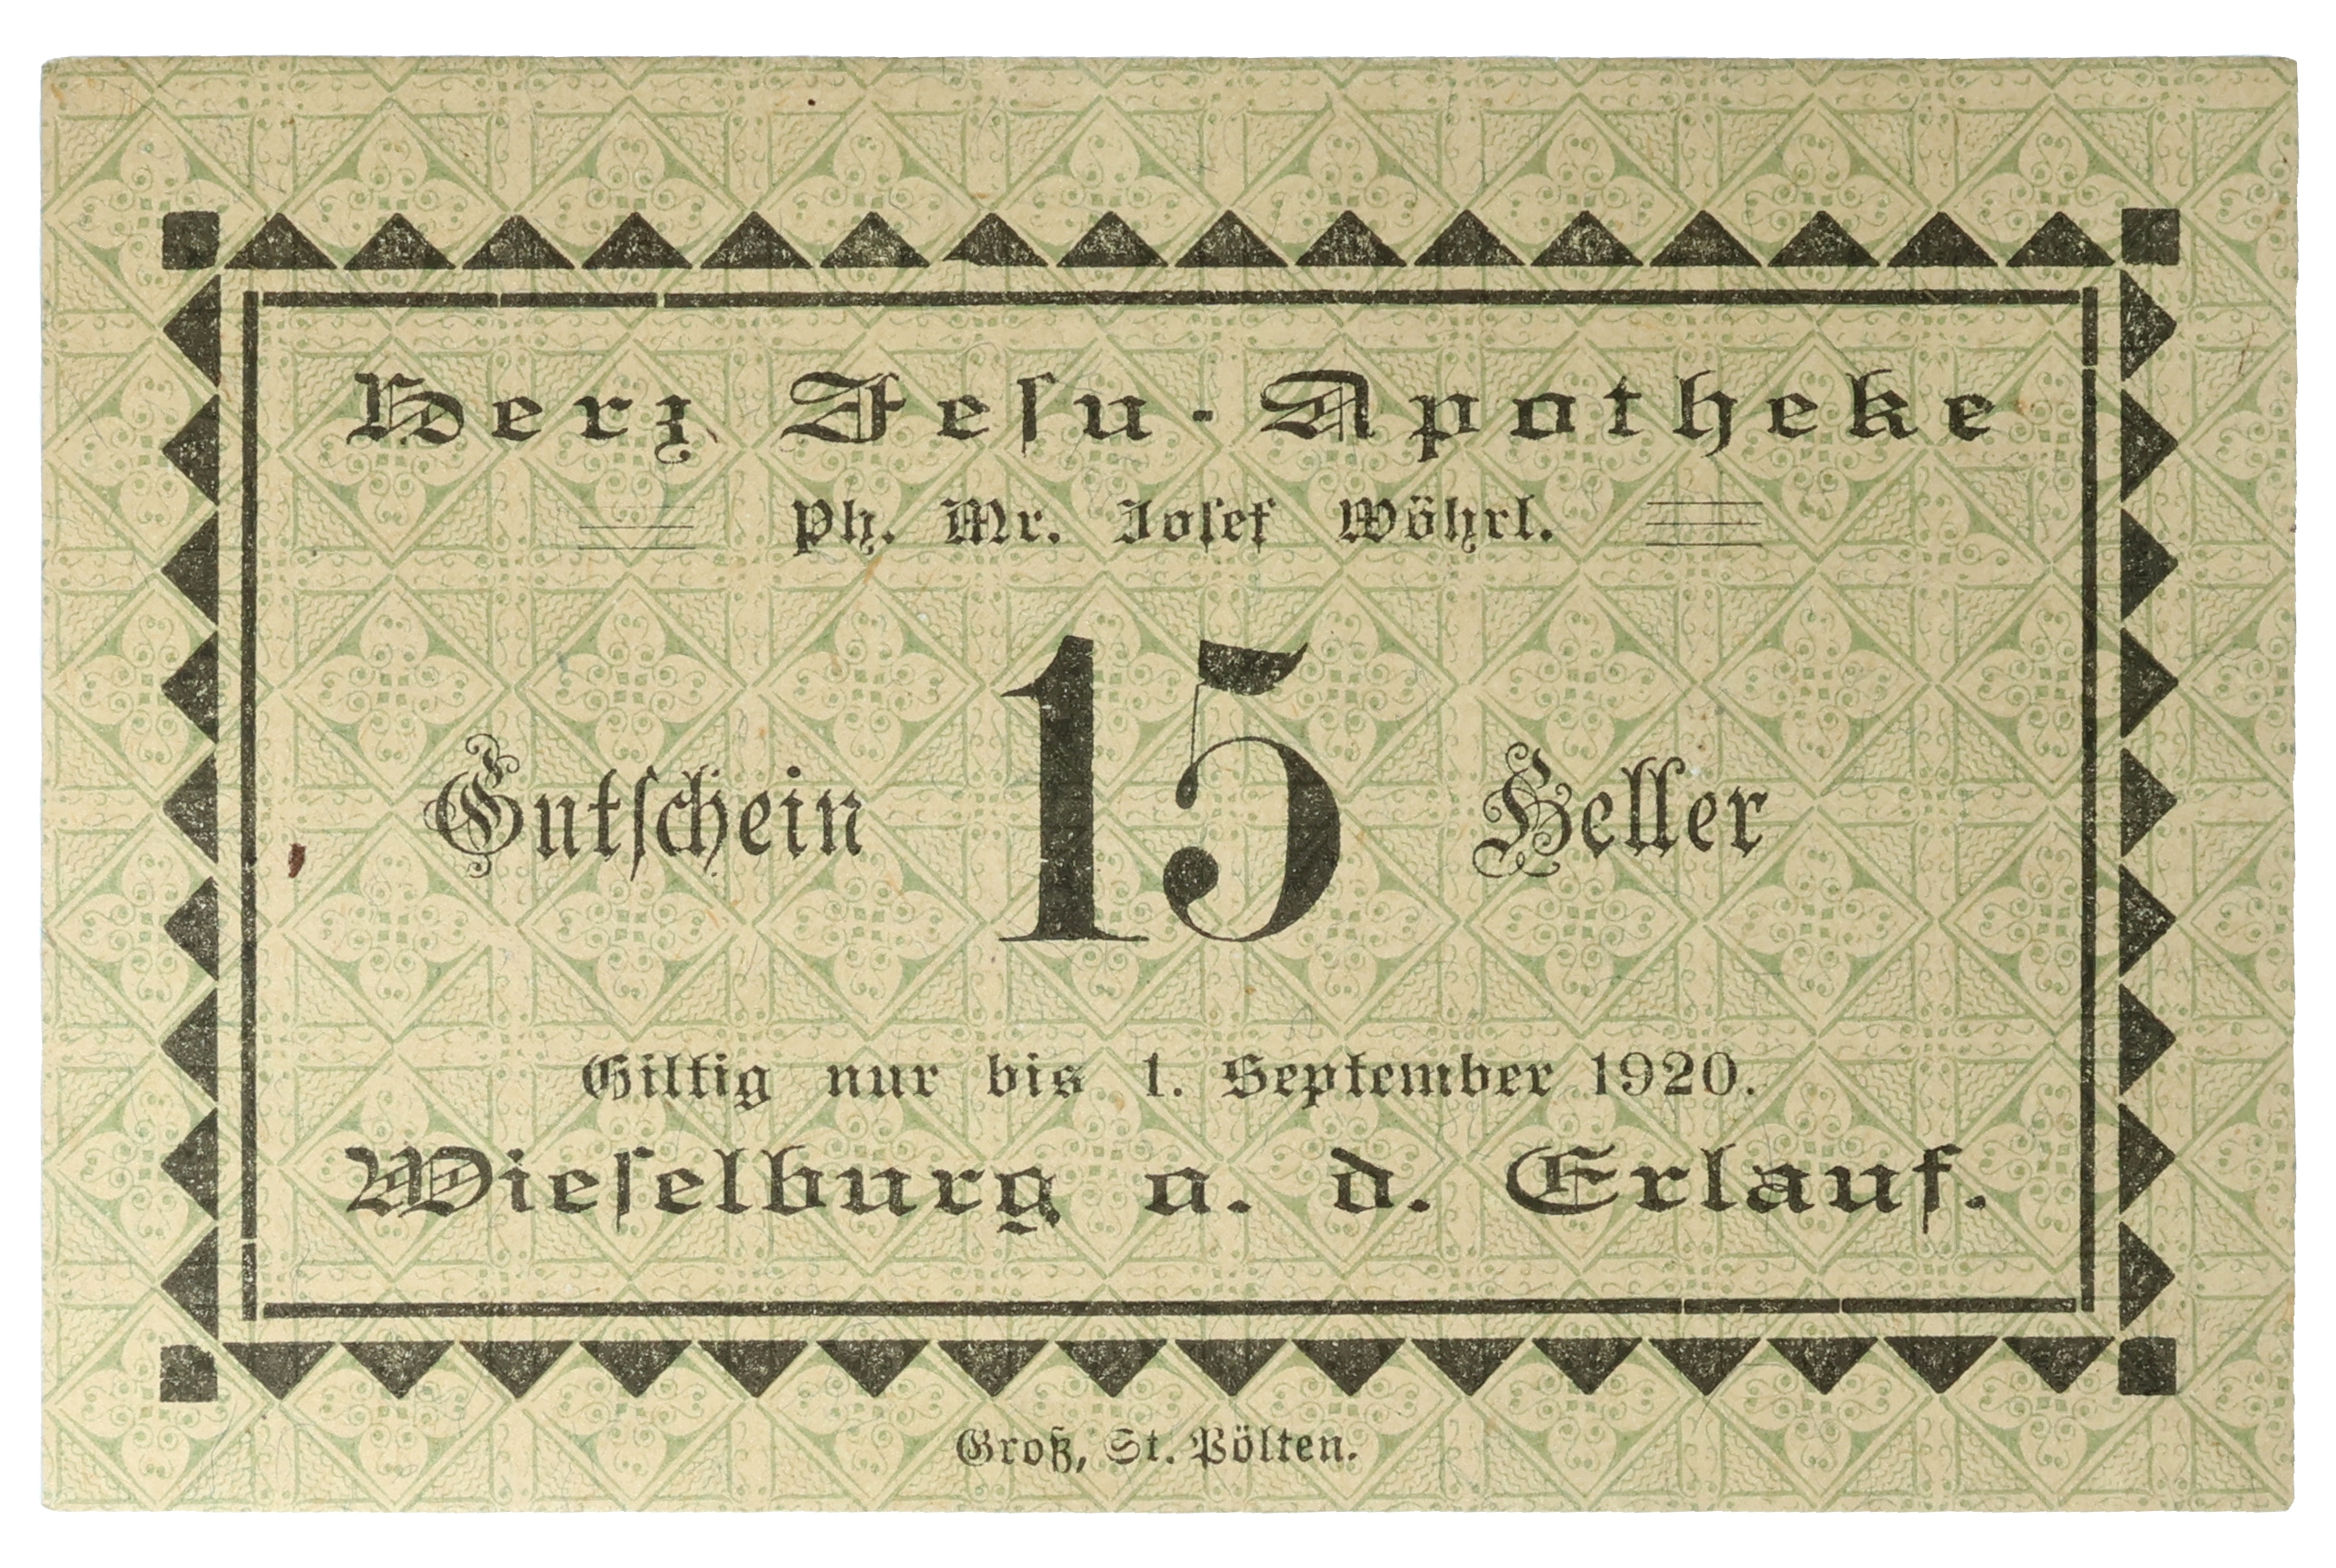 Herz Jesu-Apotheke
Ph. Mr. Josef Wöhrl.
Gutschein 15 Heller
Giltig nur bis 1. September 1920.
Wieselburg a. d. Erlauf.
Groß, St. Pölten.